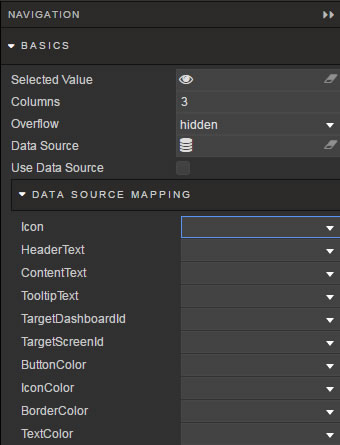 NAVIGATION
BASICS
Selected Value
Columns 3
Overflow hidden
Data Source
Use Data Source
DATA SOURCE MAPPING
Icon
HeaderText
ContentText
TooltipText
TargetDashboardId
TargetScreenId
ButtonColor
IconColor
BorderColor
TextColor